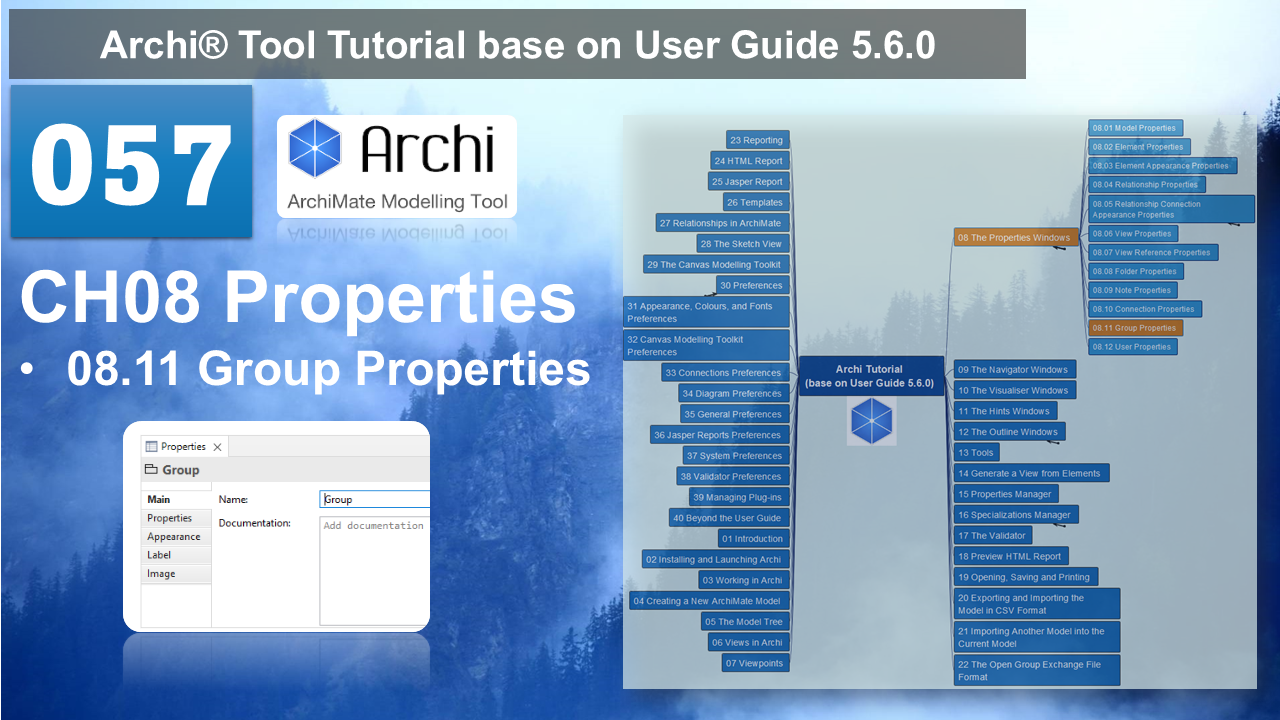 Archi® Tool Tutorial base on User Guide 5.6.0
057
Archi
ArchiMate Modelling Tool
CH08 Properties
• 08.11 Group Properties
Properties
Group
Main
Properties
Appearance
Label
Image
Name:
Group
Documentation:
Add documentation
23 Reporting
24 HTML Report
25 Jasper Report
26 Templates
27 Relationships in ArchiMate
28 The Sketch View
29 The Canvas Modelling Toolkit
30 Preferences
31 Appearance, Colours, and Fonts
Preferences
32 Canvas Modelling Toolkit
Preferences
33 Connections Preferences
34 Diagram Preferences
35 General Preferences
36 Jasper Reports Preferences
37 System Preferences
38 Validator Preferences
39 Managing Plug-ins
40 Beyond the User Guide
01 Introduction
02 Installing and Launching Archi
03 Working in Archi
04 Creating a New ArchiMate Model
05 The Model Tree
06 Views in Archi
07 Viewpoints
Archi Tutorial
(base on User Guide 5.6.0)
08 The Properties Windows
08.01 Model Properties
08.02 Element Properties
08.03 Element Appearance Properties
08.04 Relationship Properties
08.05 Relationship Connection
Appearance Properties
08.06 View Properties
08.07 View Reference Properties
08.08 Folder Properties
08.09 Note Properties
08.10 Connection Properties
08.11 Group Properties
08.12 User Properties
09 The Navigator Windows
10 The Visualiser Windows
11 The Hints Windows
12 The Outline Windows
13 Tools
14 Generate a View from Elements
15 Properties Manager
16 Specializations Manager
17 The Validator
18 Preview HTML Report
19 Opening, Saving and Printing
20 Exporting and Importing the
Model in CSV Format
21 Importing Another Model into the
Current Model
22 The Open Group Exchange File
Format